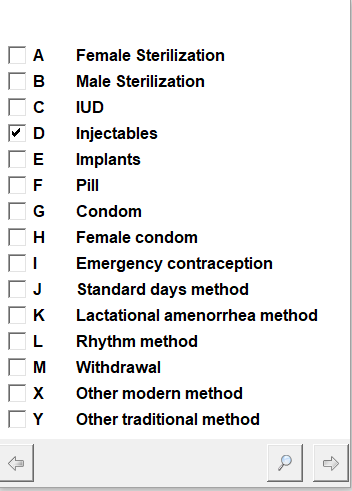 A Female Sterilization
B Male Sterilization
C IUD
D Injectables
E Implants
F Pill
G Condom
H Female condom
I Emergency contraception
J Standard days method
K Lactational amenorrhea method
L Rhythm method
M Withdrawal
X Other modern method
Y Other traditional method